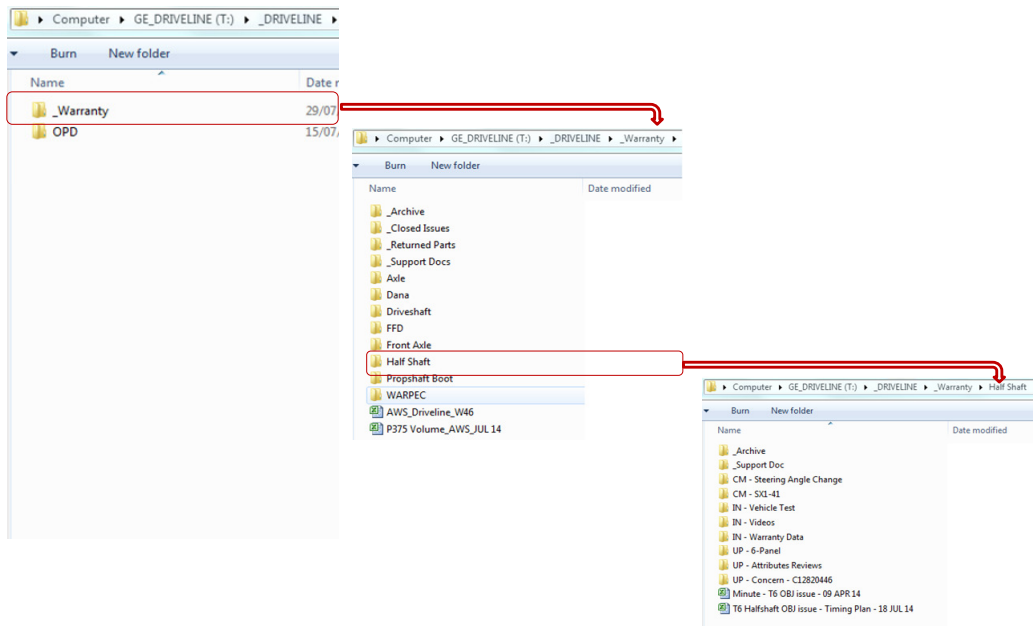 Computer GE_DRIVELINE (T:) _DRIVELINE
Burn New folder
Name Date r
_Warranty 29/07,
OPD 15/07,
Computer GE_DRIVELINE (T:) _DRIVELINE _Warranty
Burn New folder
Name Date modified
_Archive
_Closed Issues
_Returned Parts
_Support Docs
Axle
Dana
Driveshaft
FFD
Front Axle
Half Shaft
Propshaft Boot
WARPEC
AWS_Driveline_W46
P375 Volume_AWS_JUL 14
Computer GE_DRIVELINE (T:) _DRIVELINE _Warranty Half Shaft
Burn New folder
Name Date modified
_Archive
_Support Doc
CM - Steering Angle Change
CM - SX1-41
IN - Vehicle Test
IN - Videos
IN - Warranty Data
UP - 6-Panel
UP - Attributes Reviews
UP - Concern - C12820446
Minute - T6 OBJ issue - 09 APR 14
T6 Halfshaft OBJ issue - Timing Plan - 18 JUL 14